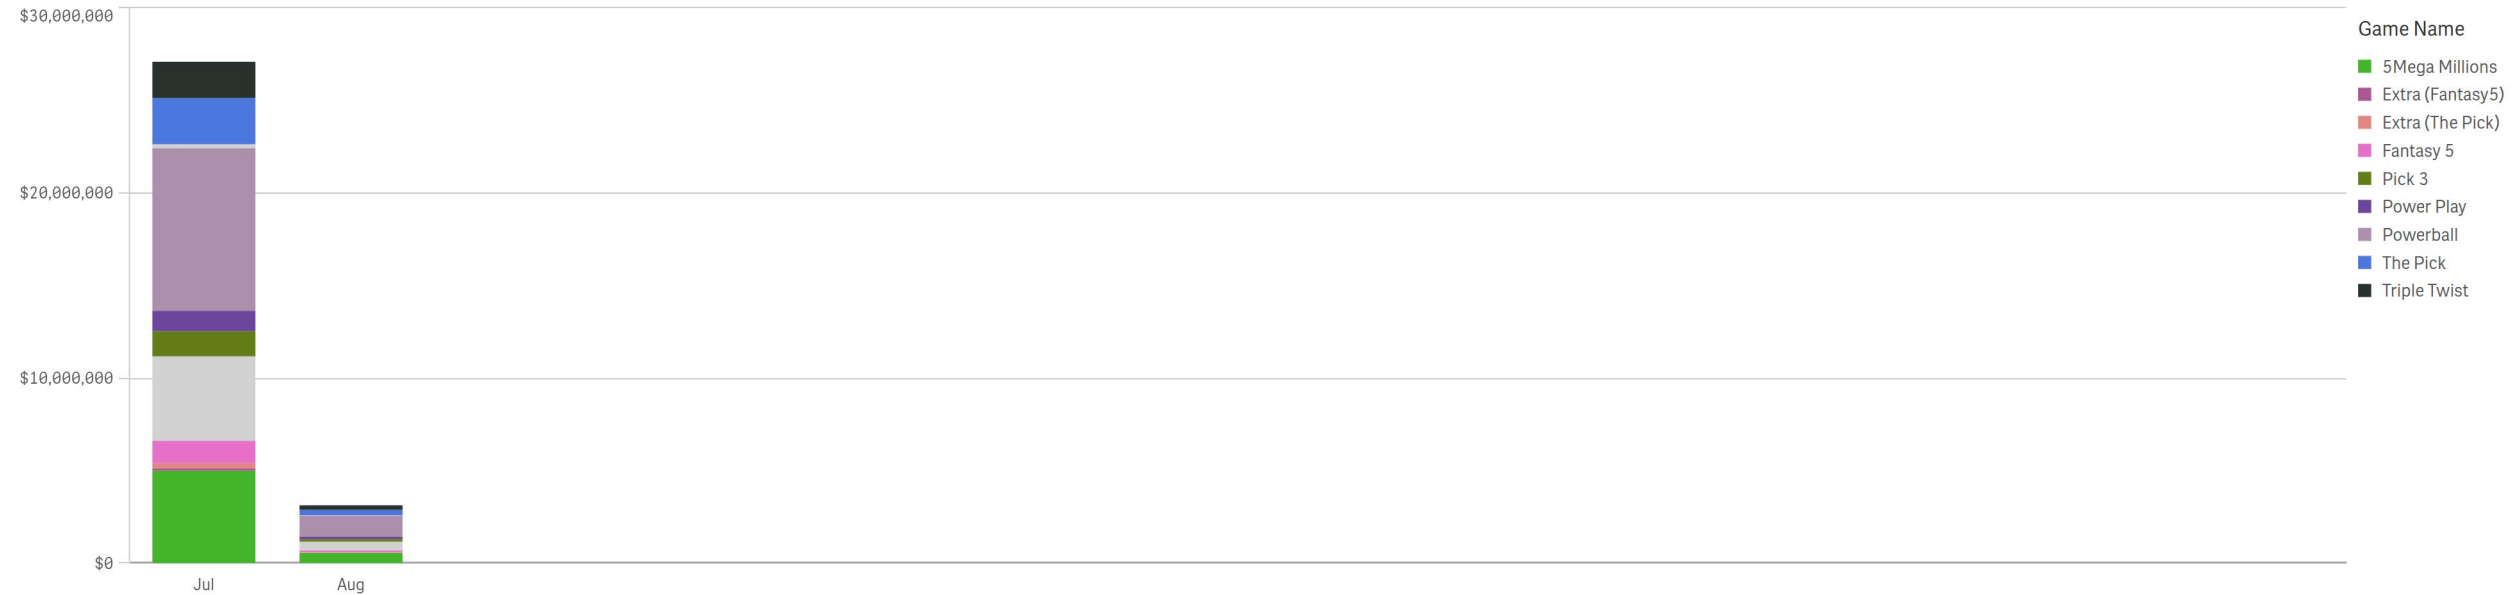 $30,000,000
$20,000,000
$10,000,000
$0
Jul
Aug
Game Name
5Mega Millions
Extra (Fantasy5)
Extra (The Pick)
Fantasy 5
Pick 3
Power Play
Powerball
The Pick
Triple Twist